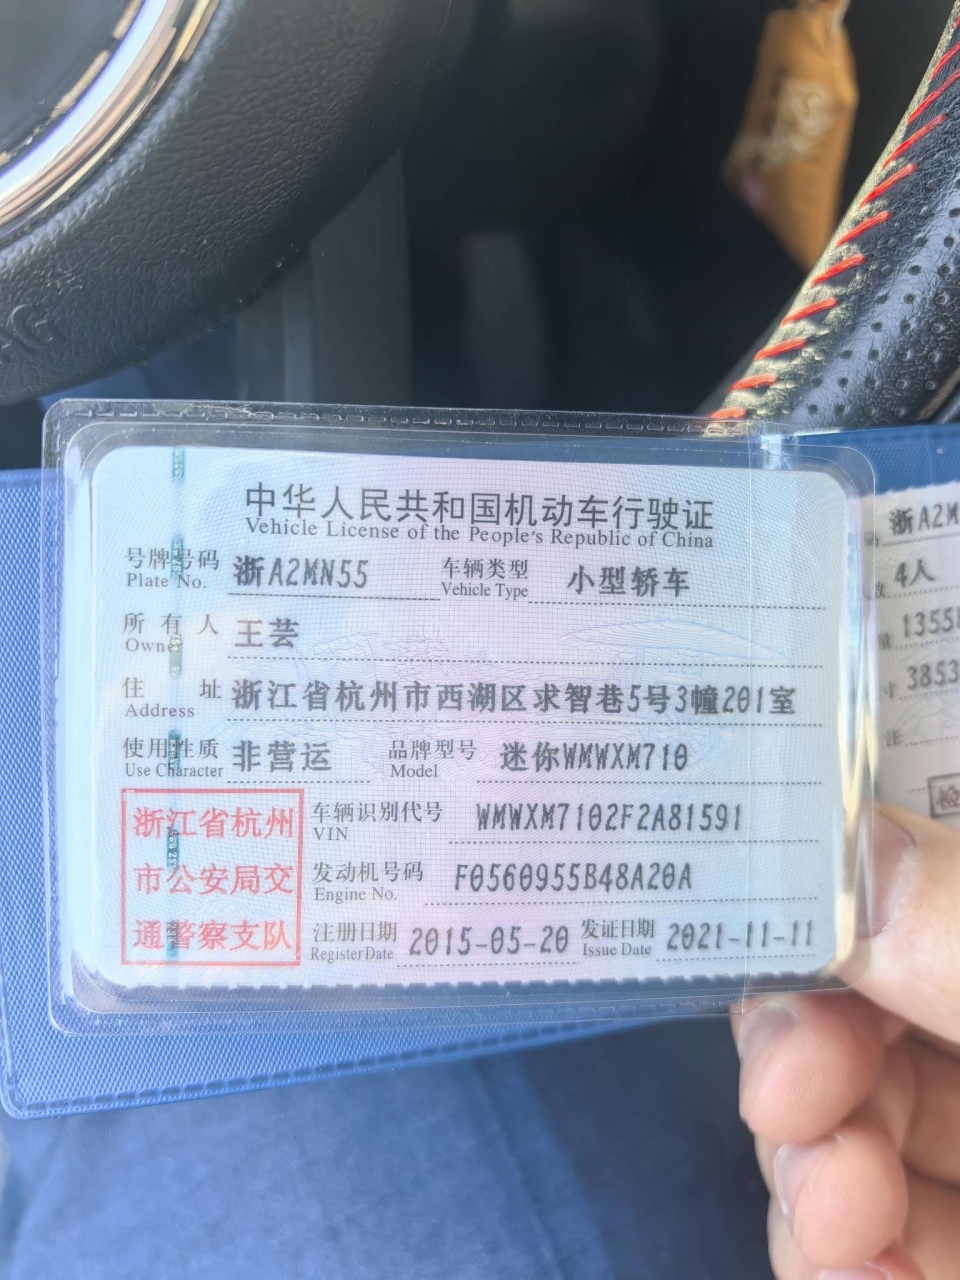 AG
中华人民共和国机动车行驶证
Vehicle License of the People's Republic of China
号牌号码 浙A2MN55 车辆类型 小型轿车
Plate No. Vehicle Type
所有人 王芸
Owner
住址 浙江省杭州市西湖区求智巷5号3幢201室
Address
使用性质 非营运 品牌型号 迷你WMWXM710
Use Character Model
浙江省杭州
市公安局交
通警察支队
车辆识别代号 WMWXM7102F2A81591
VIN
发动机号码 F0560955B48A20A
Engine No.
注册日期 2015-05-20 发证日期 2021-11-11
Register Date Issue Date
浙A2M
4人
1355
3853
注
检